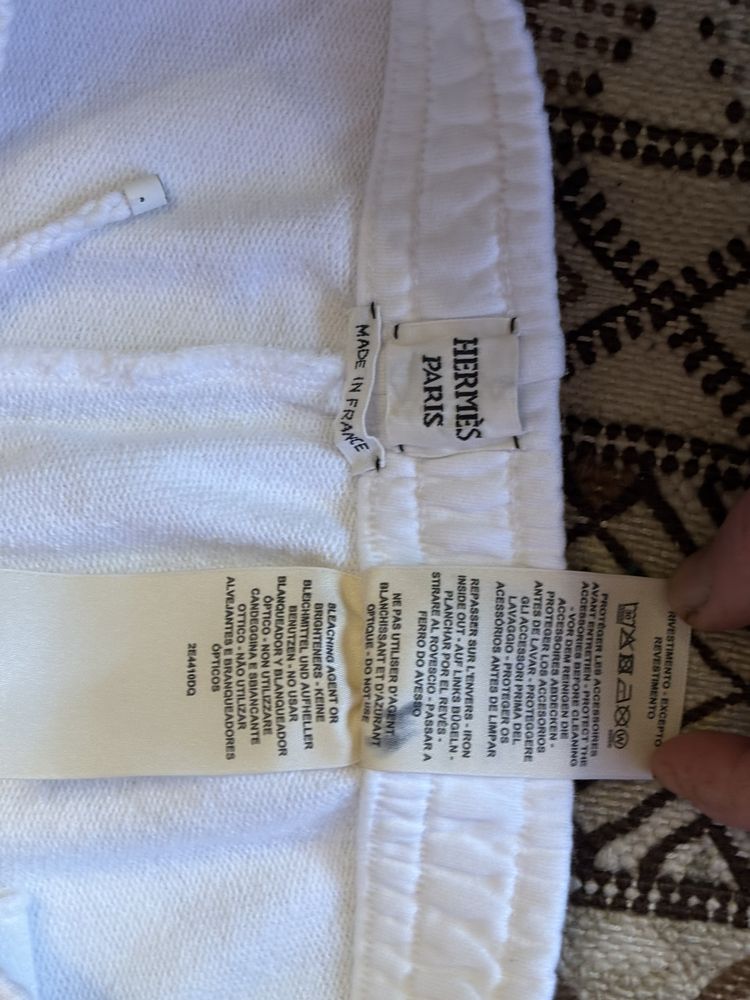 HERMÈS
PARIS
MADE IN FRANCE
RIVESTIMENTO - EXCEPTO
REVESTIMENTO
PROTÉGER LES ACCESSOIRES
AVANT ENTRETIEN - PROTECT THE
ACCESSORIES BEFORE CLEANING
- VOR DEM REINIGEN DIE
ACCESSOIRES ABDECKEN -
PROTEGER LOS ACCESORIOS
ANTES DE LAVAR - PROTEGGERE
GLI ACCESSORI PRIMA DEL
LAVAGGIO - PROTEGER OS
ACESSÓRIOS ANTES DE LIMPAR
REPASSER SUR L'ENVERS - IRON
INSIDE OUT - AUF LINKS BÜGELN -
PLANCHAR POR EL REVÉS -
STIRARE AL ROVESCIO - PASSAR A
FERRO DO AVESSO
NE PAS UTILISER D'AGENT
BLANCHISSANT ET D'AZURANT
OPTIQUE - DO NOT USE
BLEACHING AGENT OR
BRIGHTENERS - KEINE
BLEICHMITTEL UND AUFHELLER
BENUTZEN - NO USAR
BLANQUEADOR Y BLANQUEADOR
ÓPTICO - NON UTILIZZARE
CANDEGGINA E SBIANCANTE
OTTICO - NÃO UTILIZAR
ALVEJANTES E BRANQUEADORES
ÓPTICOS
2E4410DQ